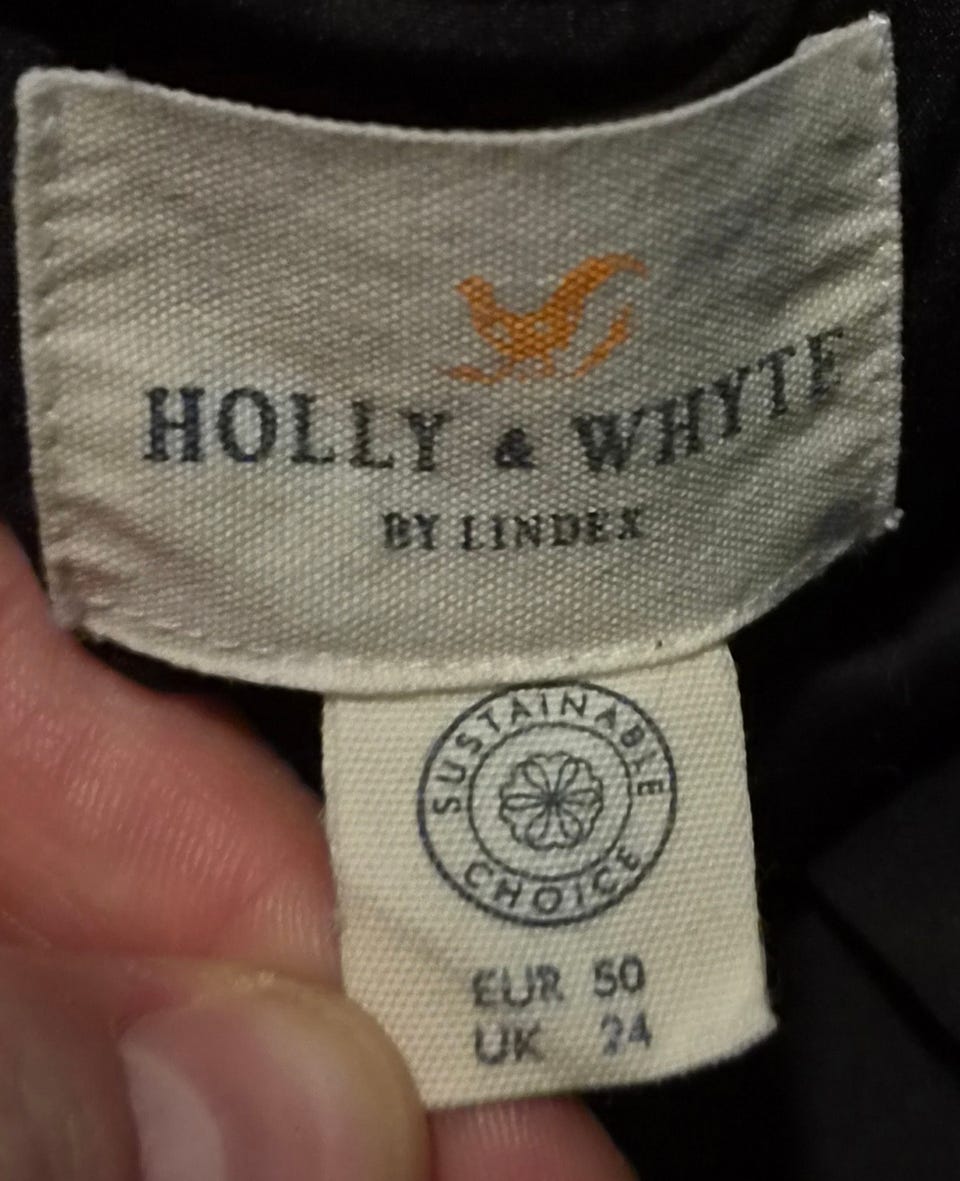 HOLLY & WHYTE
BY LINDEX
SUSTAINABLE
CHOICE
EUR 50
UK 24